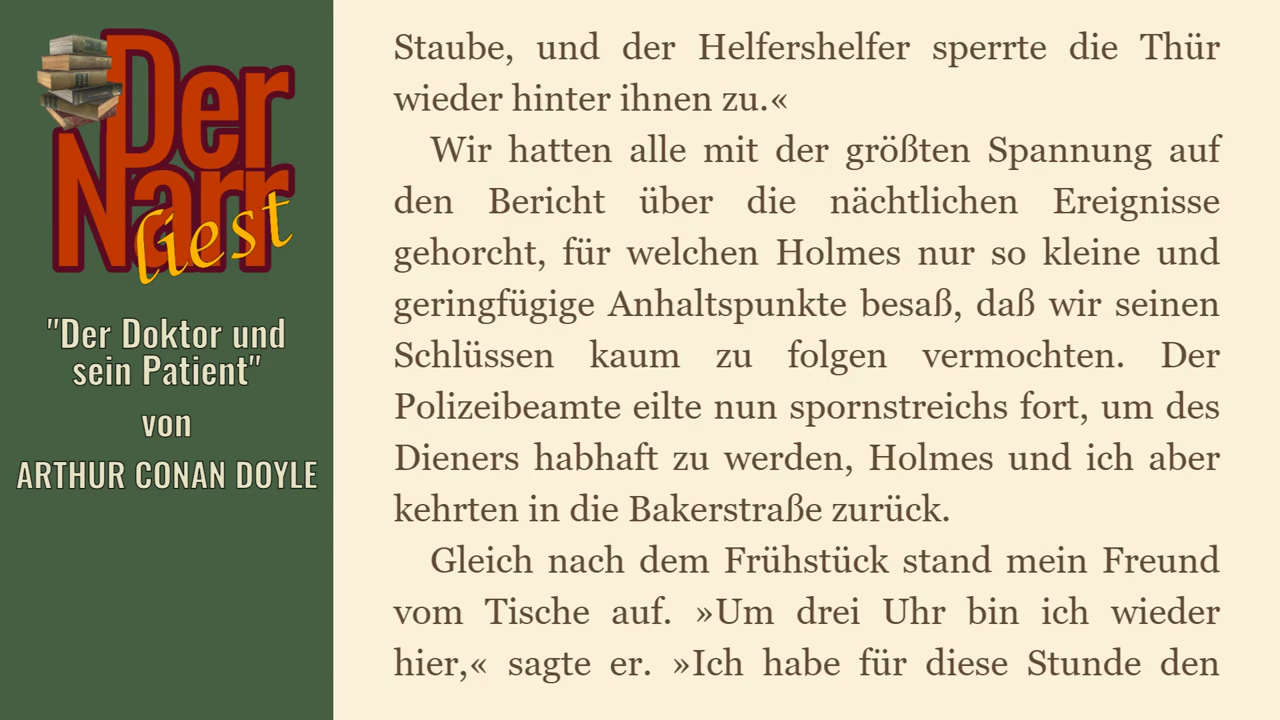 Der
Narr
liest
"Der Doktor und
sein Patient"
von
ARTHUR CONAN DOYLE
Staube, und der Helfershelfer sperrte die Thür
wieder hinter ihnen zu.«
Wir hatten alle mit der größten Spannung auf
den Bericht über die nächtlichen Ereignisse
gehorcht, für welchen Holmes nur so kleine und
geringfügige Anhaltspunkte besaß, daß wir seinen
Schlüssen kaum zu folgen vermochten. Der
Polizeibeamte eilte nun spornstreichs fort, um des
Dieners habhaft zu werden, Holmes und ich aber
kehrten in die Bakerstraße zurück.
Gleich nach dem Frühstück stand mein Freund
vom Tische auf. »Um drei Uhr bin ich wieder
hier,« sagte er. »Ich habe für diese Stunde den